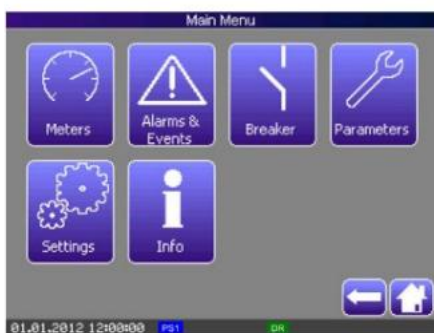 Main Menu
Meters
Alarms &
Events
Breaker
Parameters
Settings
Info
01.01.2012 12:00:00 PS1 DR